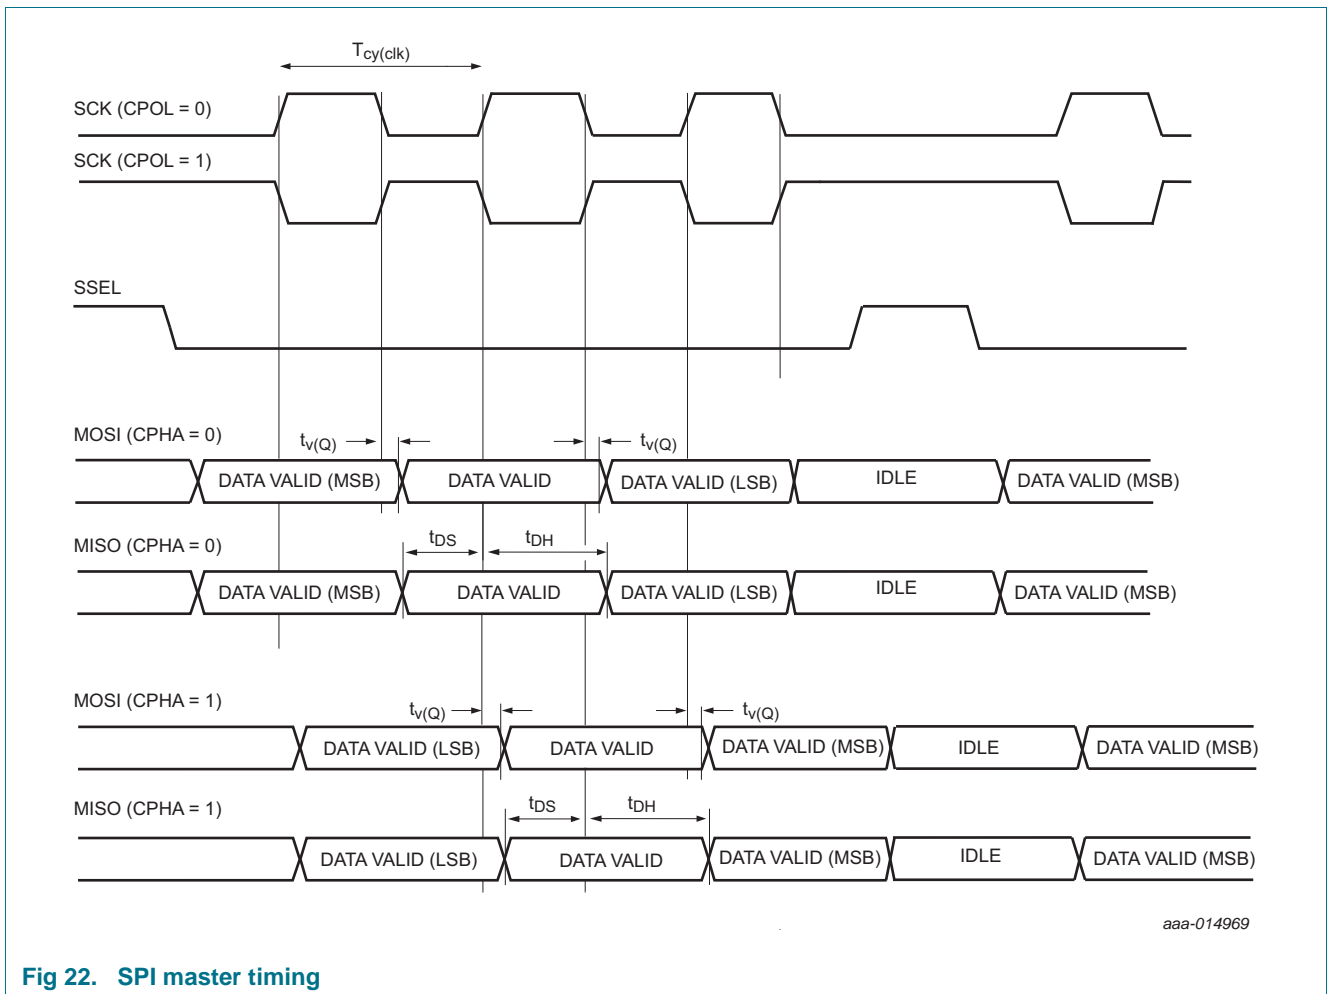 Tcy(clk)
SCK (CPOL = 0)
SCK (CPOL = 1)
SSEL
MOSI (CPHA = 0)
tv(Q) tv(Q)
DATA VALID (MSB) DATA VALID DATA VALID (LSB) IDLE DATA VALID (MSB)
MISO (CPHA = 0)
tDS tDH
DATA VALID (MSB) DATA VALID DATA VALID (LSB) IDLE DATA VALID (MSB)
MOSI (CPHA = 1)
tv(Q) tv(Q)
DATA VALID (LSB) DATA VALID DATA VALID (MSB) IDLE DATA VALID (MSB)
MISO (CPHA = 1)
tDS tDH
DATA VALID (LSB) DATA VALID DATA VALID (MSB) IDLE DATA VALID (MSB)
aaa-014969
Fig 22. SPI master timing